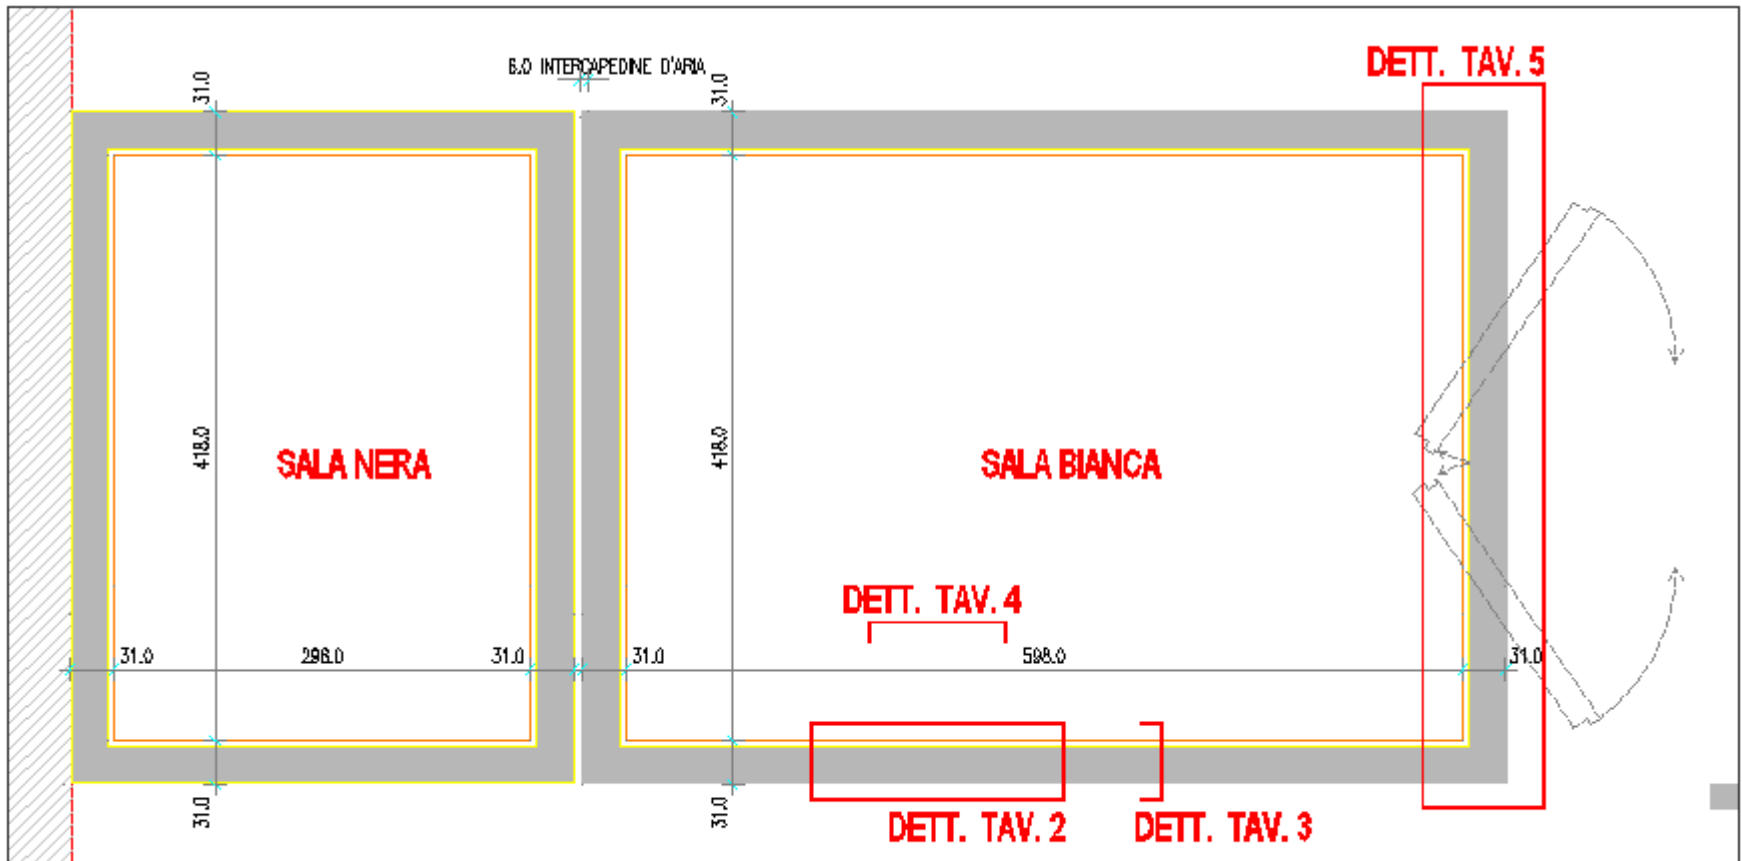 DETT. TAV. 5
6.0 INTERCAPEDINE D'ARIA
31.0
31.0
418.0
418.0
SALA NERA
SALA BIANCA
DETT. TAV. 4
31.0
296.0
31.0
31.0
598.0
31.0
31.0
31.0
DETT. TAV. 2
DETT. TAV. 3